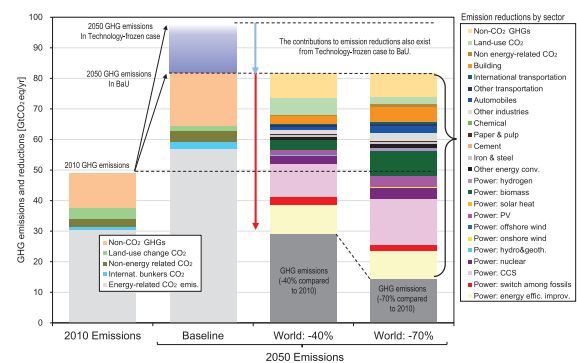 GHG emissions and reductions [GtCO2eq/yr]
100
90
80
70
60
50
40
30
20
10
0
2050 GHG emissions
In Technology-frozen case
2050 GHG emissions
In BaU
2010 GHG emissions
The contributions to emission reductions also exist
from Technology-frozen case to BaU.
Non-CO2 GHGs
Land-use change CO2
Non-energy related CO2
Internat. bunkers CO2
Energy-related CO2 emis.
GHG emissions
(-40% compared
to 2010)
GHG emissions
(-70% compared
to 2010)
2010 Emissions
Baseline
World: -40%
World: -70%
2050 Emissions
Emission reductions by sector
Non-CO2 GHGs
Land-use CO2
Non energy-related CO2
Building
International transportation
Other transportation
Automobiles
Other industries
Chemical
Paper & pulp
Cement
Iron & steel
Other energy conv.
Power: hydrogen
Power: biomass
Power: solar heat
Power: PV
Power: offshore wind
Power: onshore wind
Power: hydro&geoth.
Power: nuclear
Power: CCS
Power: switch among fossils
Power: energy effic. improv.